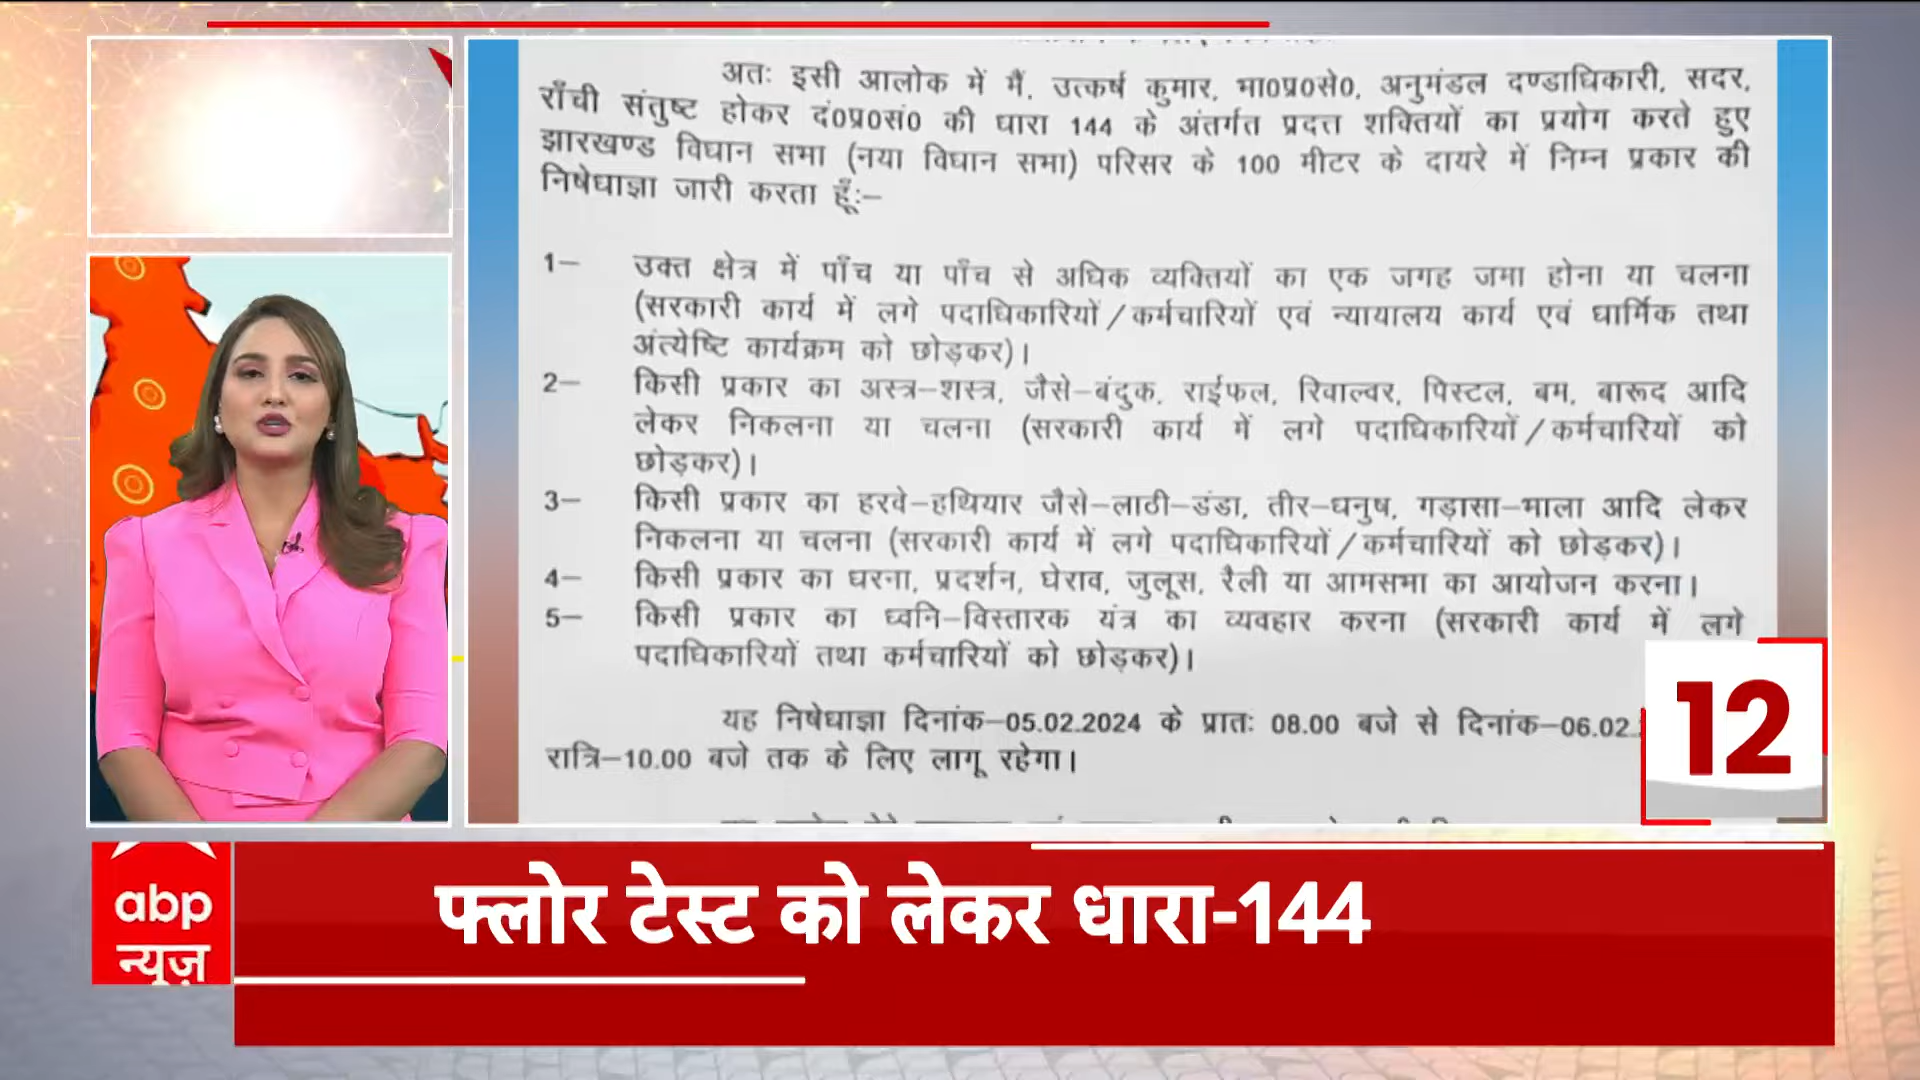 अतः इसी आलोक में मैं, उत्कर्ष कुमार, भा0प्र0से0, अनुमंडल दण्डाधिकारी, सदर,
राँची संतुष्ट होकर दं0प्र0सं0 की धारा 144 के अंतर्गत प्रदत्त शक्तियों का प्रयोग करते हुए
झारखण्ड विधान सभा (नया विधान सभा) परिसर के 100 मीटर के दायरे में निम्न प्रकार की
निषेधाज्ञा जारी करता हूँ:–
1– उक्त क्षेत्र में पाँच या पाँच से अधिक व्यक्तियों का एक जगह जमा होना या चलना
(सरकारी कार्य में लगे पदाधिकारियों/कर्मचारियों एवं न्यायालय कार्य एवं धार्मिक तथा
अंत्येष्टि कार्यक्रम को छोड़कर)।
2– किसी प्रकार का अस्त्र–शस्त्र, जैसे–बंदुक, राईफल, रिवाल्वर, पिस्टल, बम, बारूद आदि
लेकर निकलना या चलना (सरकारी कार्य में लगे पदाधिकारियों/कर्मचारियों को
छोड़कर)।
3– किसी प्रकार का हरवे–हथियार जैसे–लाठी–डंडा, तीर–धनुष, गड़ासा–भाला आदि लेकर
निकलना या चलना (सरकारी कार्य में लगे पदाधिकारियों/कर्मचारियों को छोड़कर)।
4– किसी प्रकार का धरना, प्रदर्शन, घेराव, जुलूस, रैली या आमसभा का आयोजन करना।
5– किसी प्रकार का ध्वनि–विस्तारक यंत्र का व्यवहार करना (सरकारी कार्य में लगे
पदाधिकारियों तथा कर्मचारियों को छोड़कर)।
यह निषेधाज्ञा दिनांक–05.02.2024 के प्रातः 08.00 बजे से दिनांक–06.02.
रात्रि–10.00 बजे तक के लिए लागू रहेगा।
12
abp
न्यूज़
फ्लोर टेस्ट को लेकर धारा-144